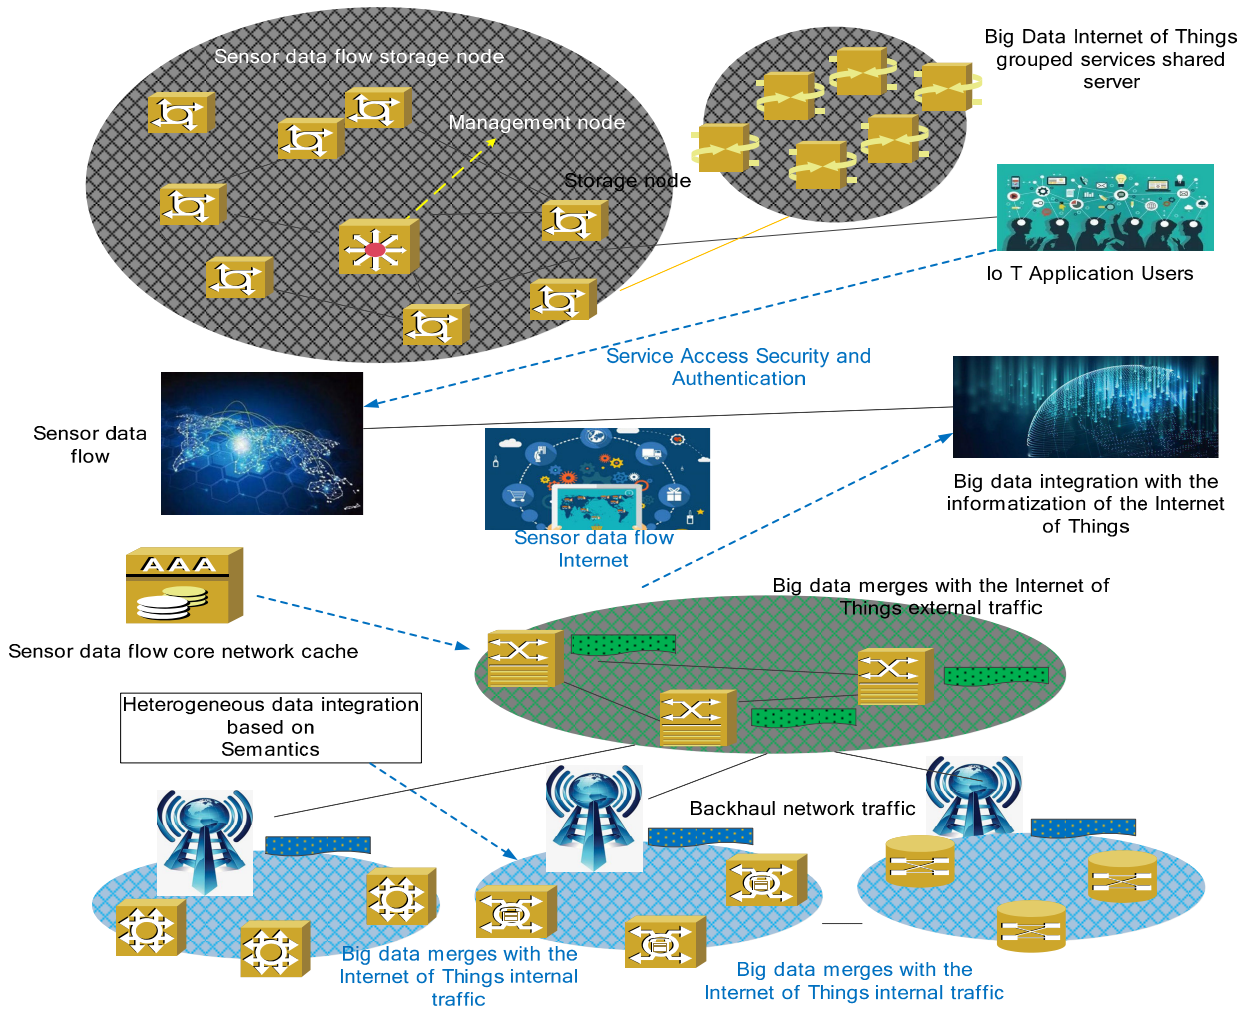 Sensor data flow storage node
Big Data Internet of Things
grouped services shared
server
Management node
Storage node
Io T Application Users
Service Access Security and
Authentication
Sensor data
flow
Big data integration with the
informatization of the Internet
of Things
Sensor data flow
Internet
AAA
Sensor data flow core network cache
Big data merges with the Internet of
Things external traffic
Heterogeneous data integration
based on
Semantics
Backhaul network traffic
Big data merges with the
Internet of Things internal
traffic
Big data merges with the
Internet of Things internal traffic